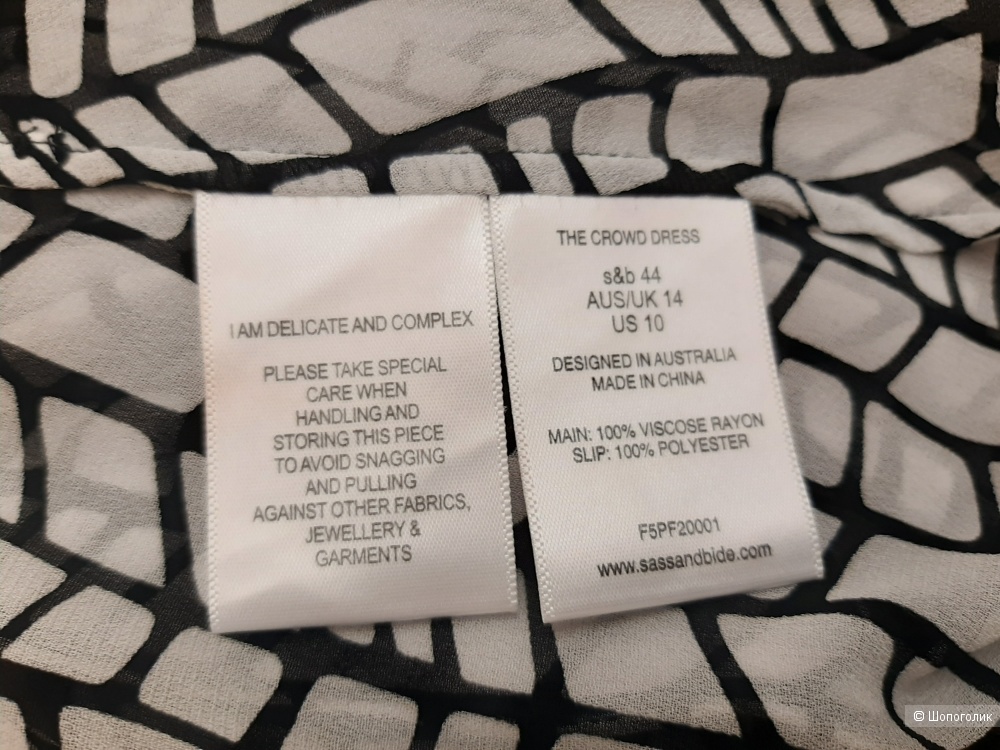 I AM DELICATE AND COMPLEX
PLEASE TAKE SPECIAL
CARE WHEN
HANDLING AND
STORING THIS PIECE
TO AVOID SNAGGING
AND PULLING
AGAINST OTHER FABRICS,
JEWELLERY &
GARMENTS
THE CROWD DRESS
s&b 44
AUS/UK 14
US 10
DESIGNED IN AUSTRALIA
MADE IN CHINA
MAIN: 100% VISCOSE RAYON
SLIP: 100% POLYESTER
F5PF20001
www.sassandbide.com
© Шопоголик